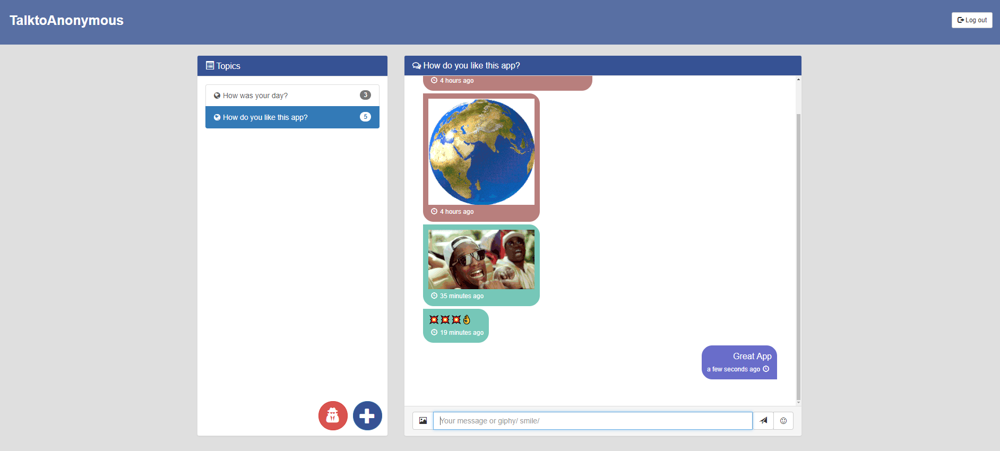 TalktoAnonymous
Log out
Topics
How was your day?
3
How do you like this app?
5
How do you like this app?
4 hours ago
4 hours ago
35 minutes ago
💥💥💥👌
19 minutes ago
Great App
a few seconds ago
Your message or giphy/ smile/